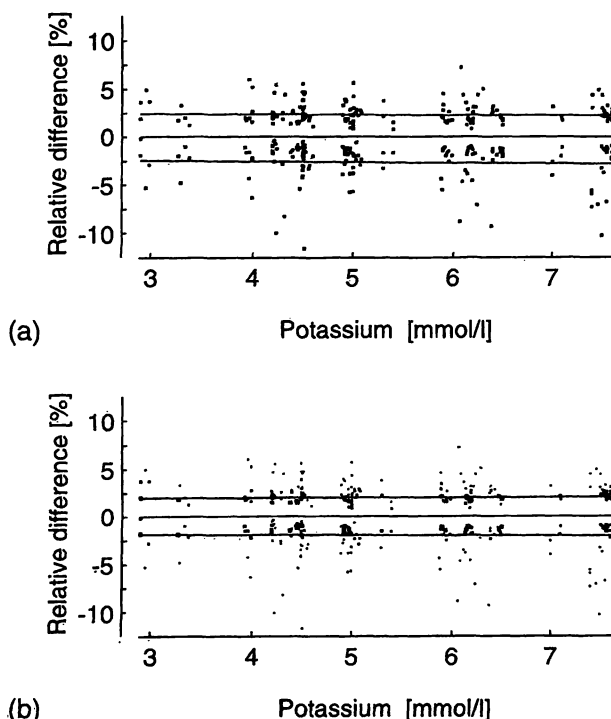 Relative difference [%]
10
5
0
-5
-10
3 4 5 6 7
(a) Potassium [mmol/l]
Relative difference [%]
10
5
0
-5
-10
3 4 5 6 7
(b) Potassium [mmol/l]